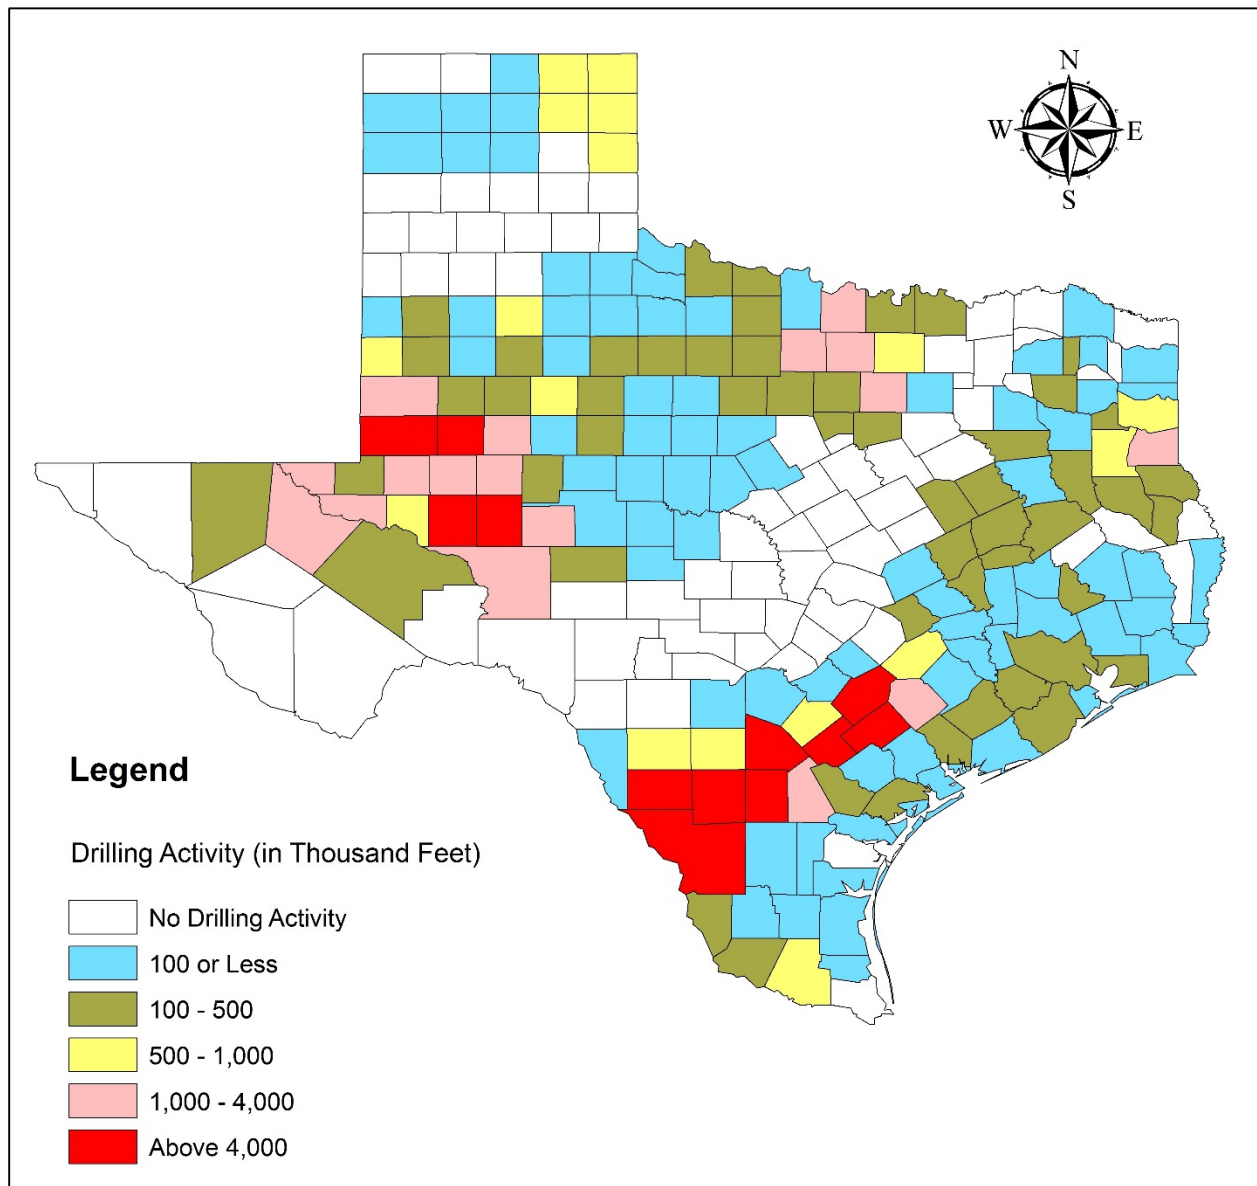 N
W E
S
Legend
Drilling Activity (in Thousand Feet)
No Drilling Activity
100 or Less
100 - 500
500 - 1,000
1,000 - 4,000
Above 4,000